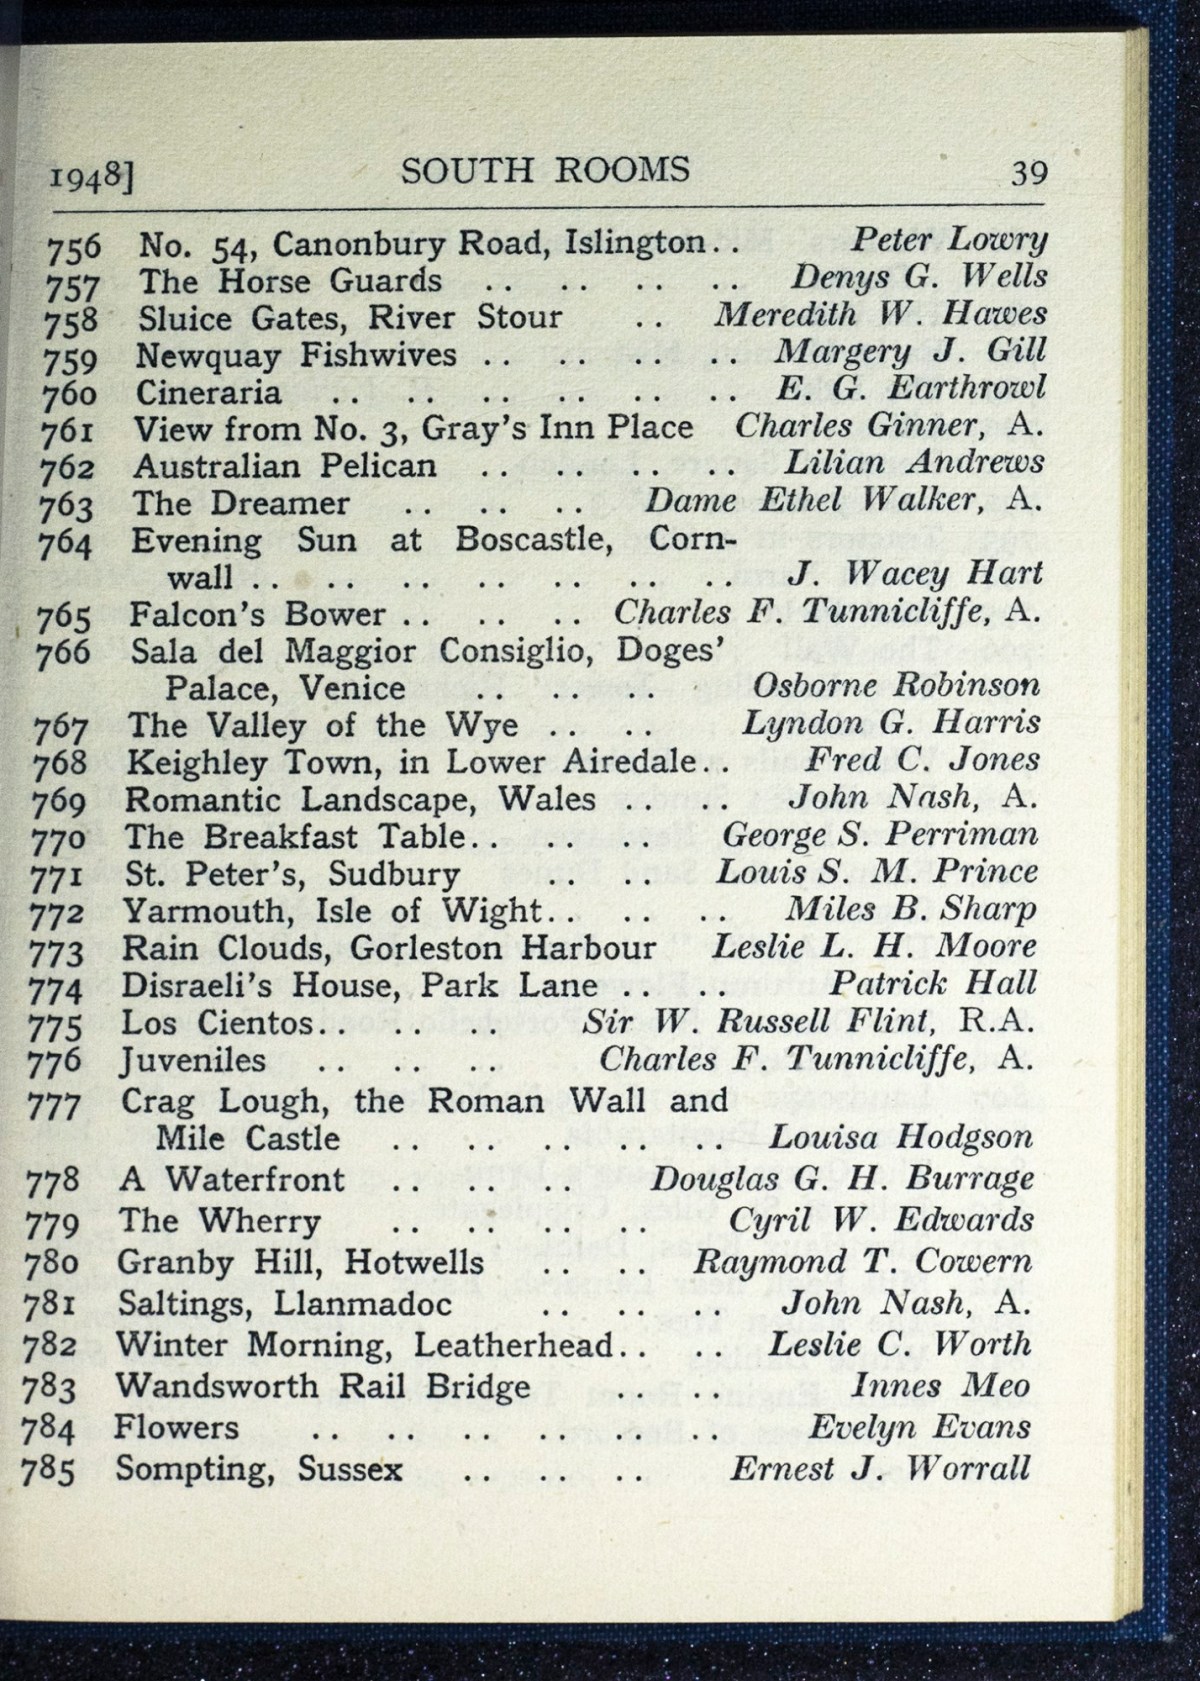 1948] SOUTH ROOMS 39
756 No. 54, Canonbury Road, Islington.. Peter Lowry
757 The Horse Guards .. .. .. .. Denys G. Wells
758 Sluice Gates, River Stour .. Meredith W. Hawes
759 Newquay Fishwives .. .. .. .. Margery J. Gill
760 Cineraria .. .. .. .. .. .. E. G. Earthrowl
761 View from No. 3, Gray's Inn Place Charles Ginner, A.
762 Australian Pelican .. .. .. .. Lilian Andrews
763 The Dreamer .. .. .. Dame Ethel Walker, A.
764 Evening Sun at Boscastle, Corn-
wall .. .. .. .. .. .. .. J. Wacey Hart
765 Falcon's Bower .. .. .. Charles F. Tunnicliffe, A.
766 Sala del Maggior Consiglio, Doges'
Palace, Venice .. .. .. Osborne Robinson
767 The Valley of the Wye .. .. Lyndon G. Harris
768 Keighley Town, in Lower Airedale.. Fred C. Jones
769 Romantic Landscape, Wales .. .. John Nash, A.
770 The Breakfast Table.. .. .. George S. Perriman
771 St. Peter's, Sudbury .. .. Louis S. M. Prince
772 Yarmouth, Isle of Wight.. .. .. Miles B. Sharp
773 Rain Clouds, Gorleston Harbour Leslie L. H. Moore
774 Disraeli's House, Park Lane .. .. Patrick Hall
775 Los Cientos.. .. .. Sir W. Russell Flint, R.A.
776 Juveniles .. .. .. Charles F. Tunnicliffe, A.
777 Crag Lough, the Roman Wall and
Mile Castle .. .. .. .. .. Louisa Hodgson
778 A Waterfront .. .. .. Douglas G. H. Burrage
779 The Wherry .. .. .. .. Cyril W. Edwards
780 Granby Hill, Hotwells .. .. Raymond T. Cowern
781 Saltings, Llanmadoc .. .. .. John Nash, A.
782 Winter Morning, Leatherhead.. .. Leslie C. Worth
783 Wandsworth Rail Bridge .. .. Innes Meo
784 Flowers .. .. .. .. .. .. Evelyn Evans
785 Sompting, Sussex .. .. .. Ernest J. Worrall